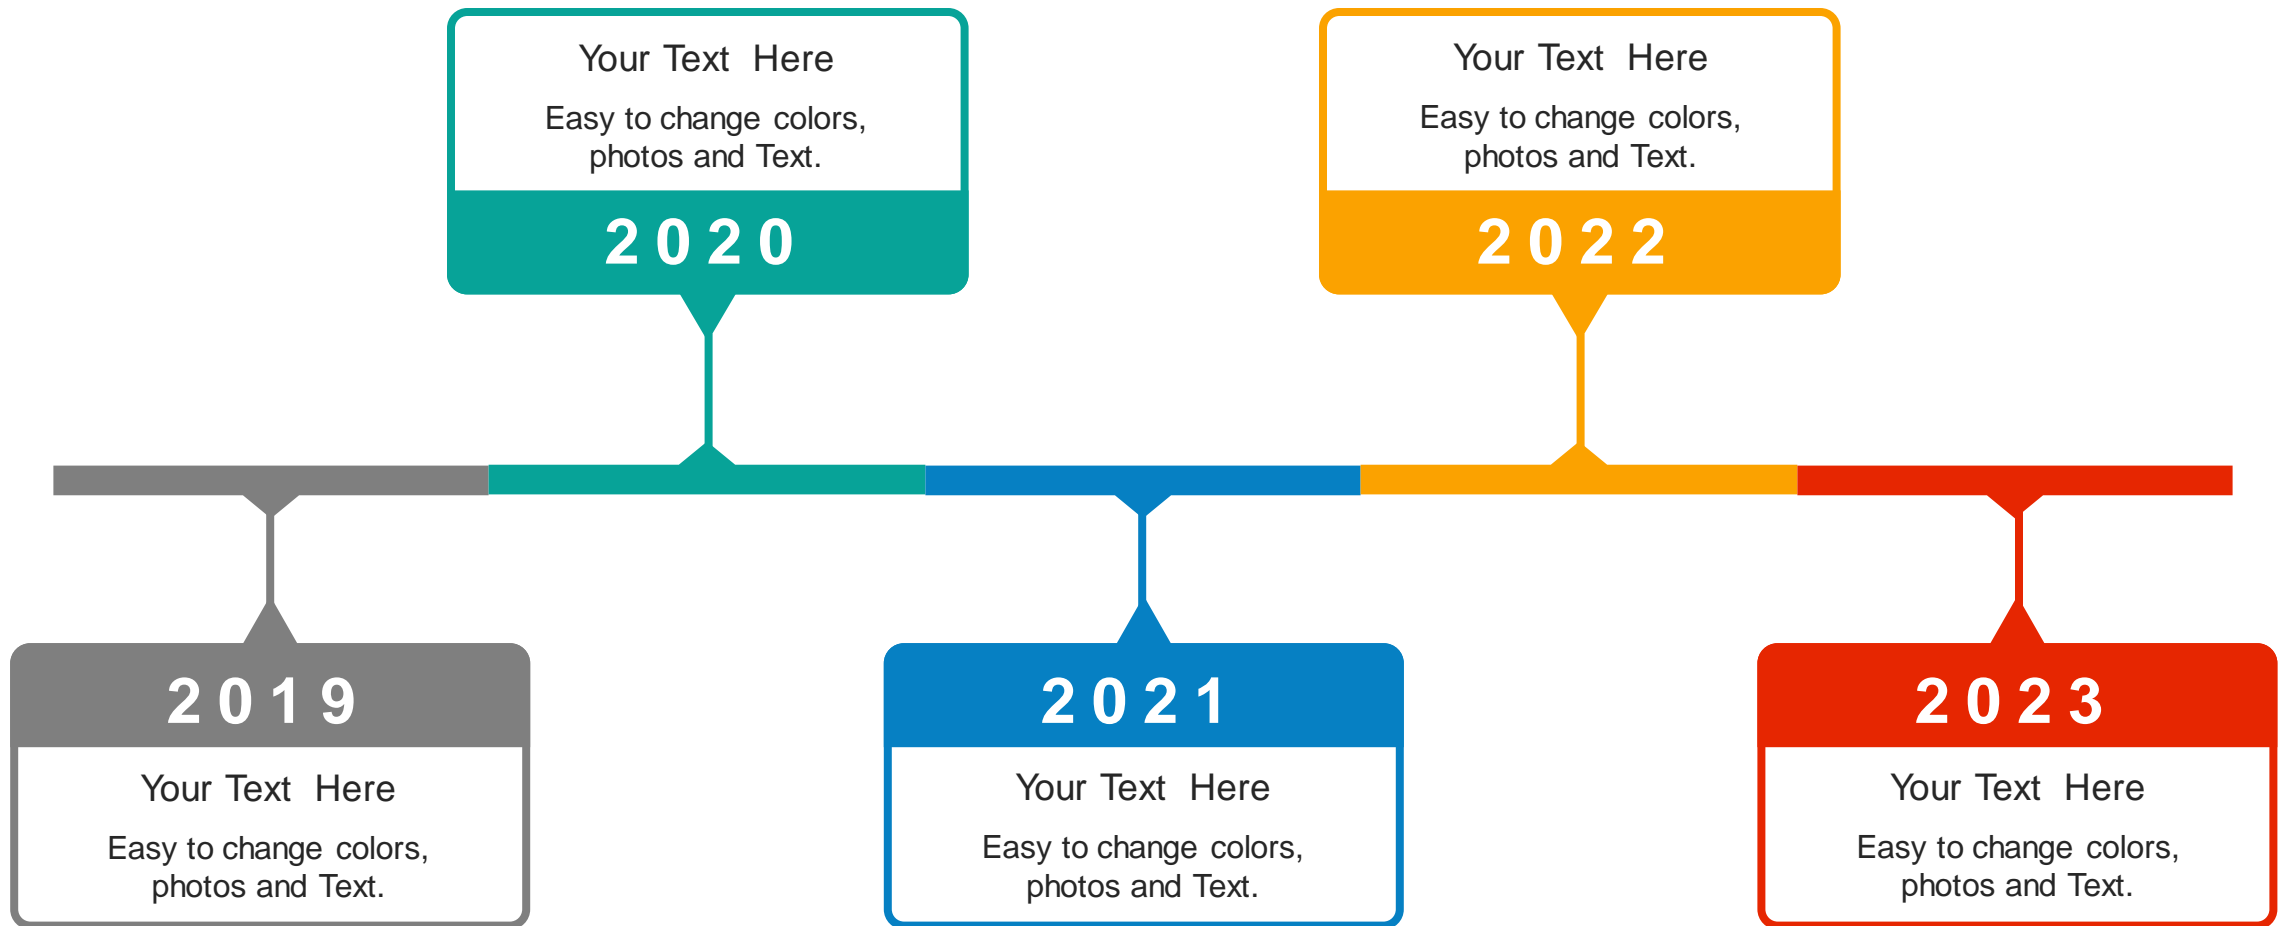 Your Text Here
Easy to change colors,
photos and Text.
2020
Your Text Here
Easy to change colors,
photos and Text.
2022
2019
Your Text Here
Easy to change colors,
photos and Text.
2021
Your Text Here
Easy to change colors,
photos and Text.
2023
Your Text Here
Easy to change colors,
photos and Text.